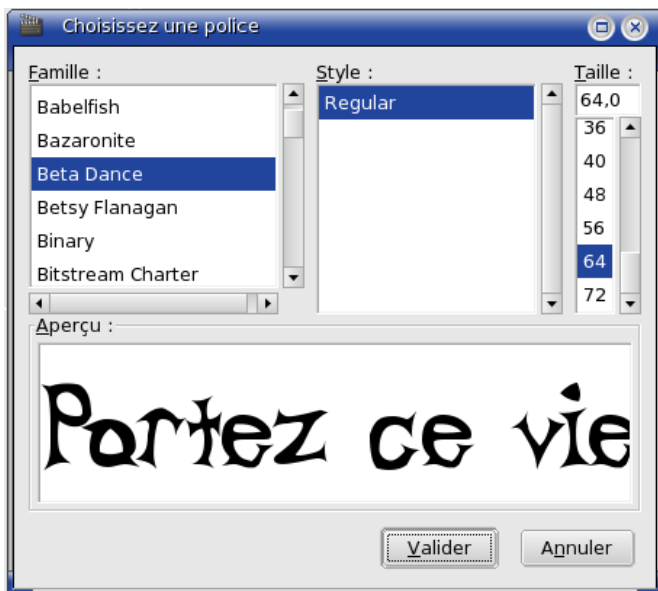 Choisissez une police
Famille :
Babelfish
Bazaronite
Beta Dance
Betsy Flanagan
Binary
Bitstream Charter
Style :
Regular
Taille :
64,0
36
40
48
56
64
72
Aperçu :
Portez ce vie
Valider
Annuler